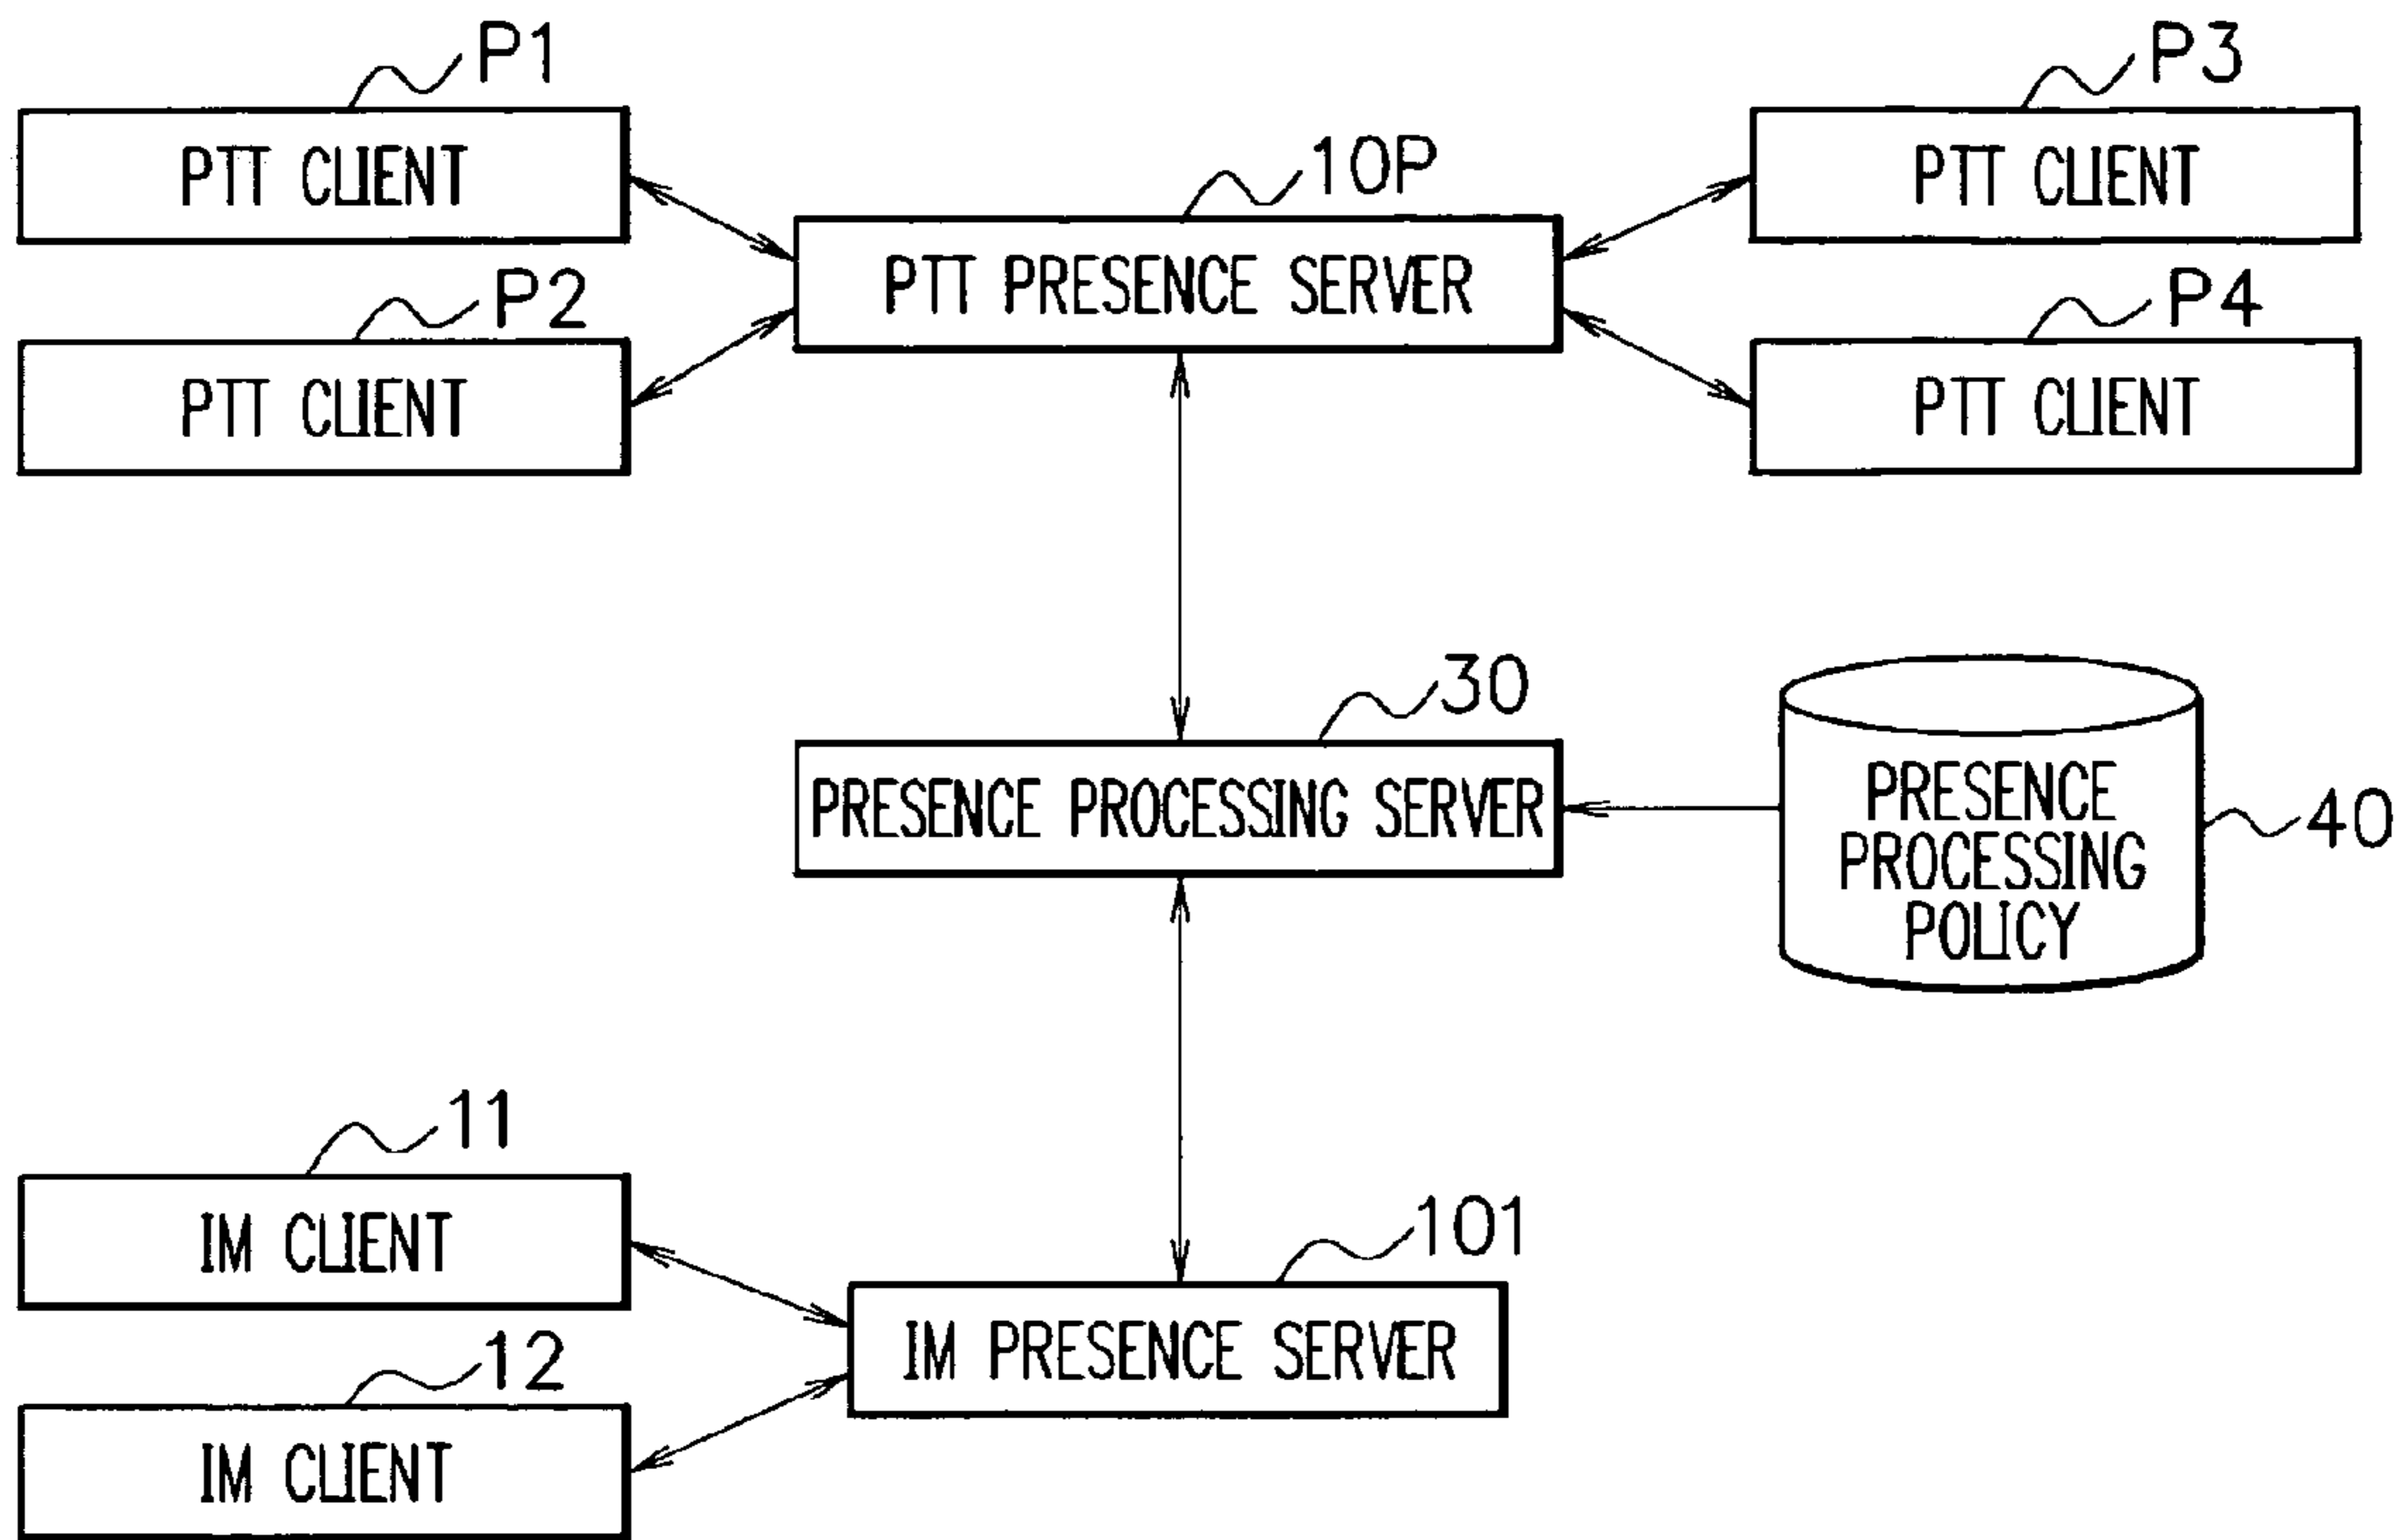 P1
P3
PTT CLIENT
10P
PTT CLIENT
PTT PRESENCE SERVER
P2
P4
PTT CLIENT
PTT CLIENT
30
PRESENCE PROCESSING SERVER
PRESENCE
PROCESSING
POLICY
40
11
IM CLIENT
101
IM PRESENCE SERVER
12
IM CLIENT